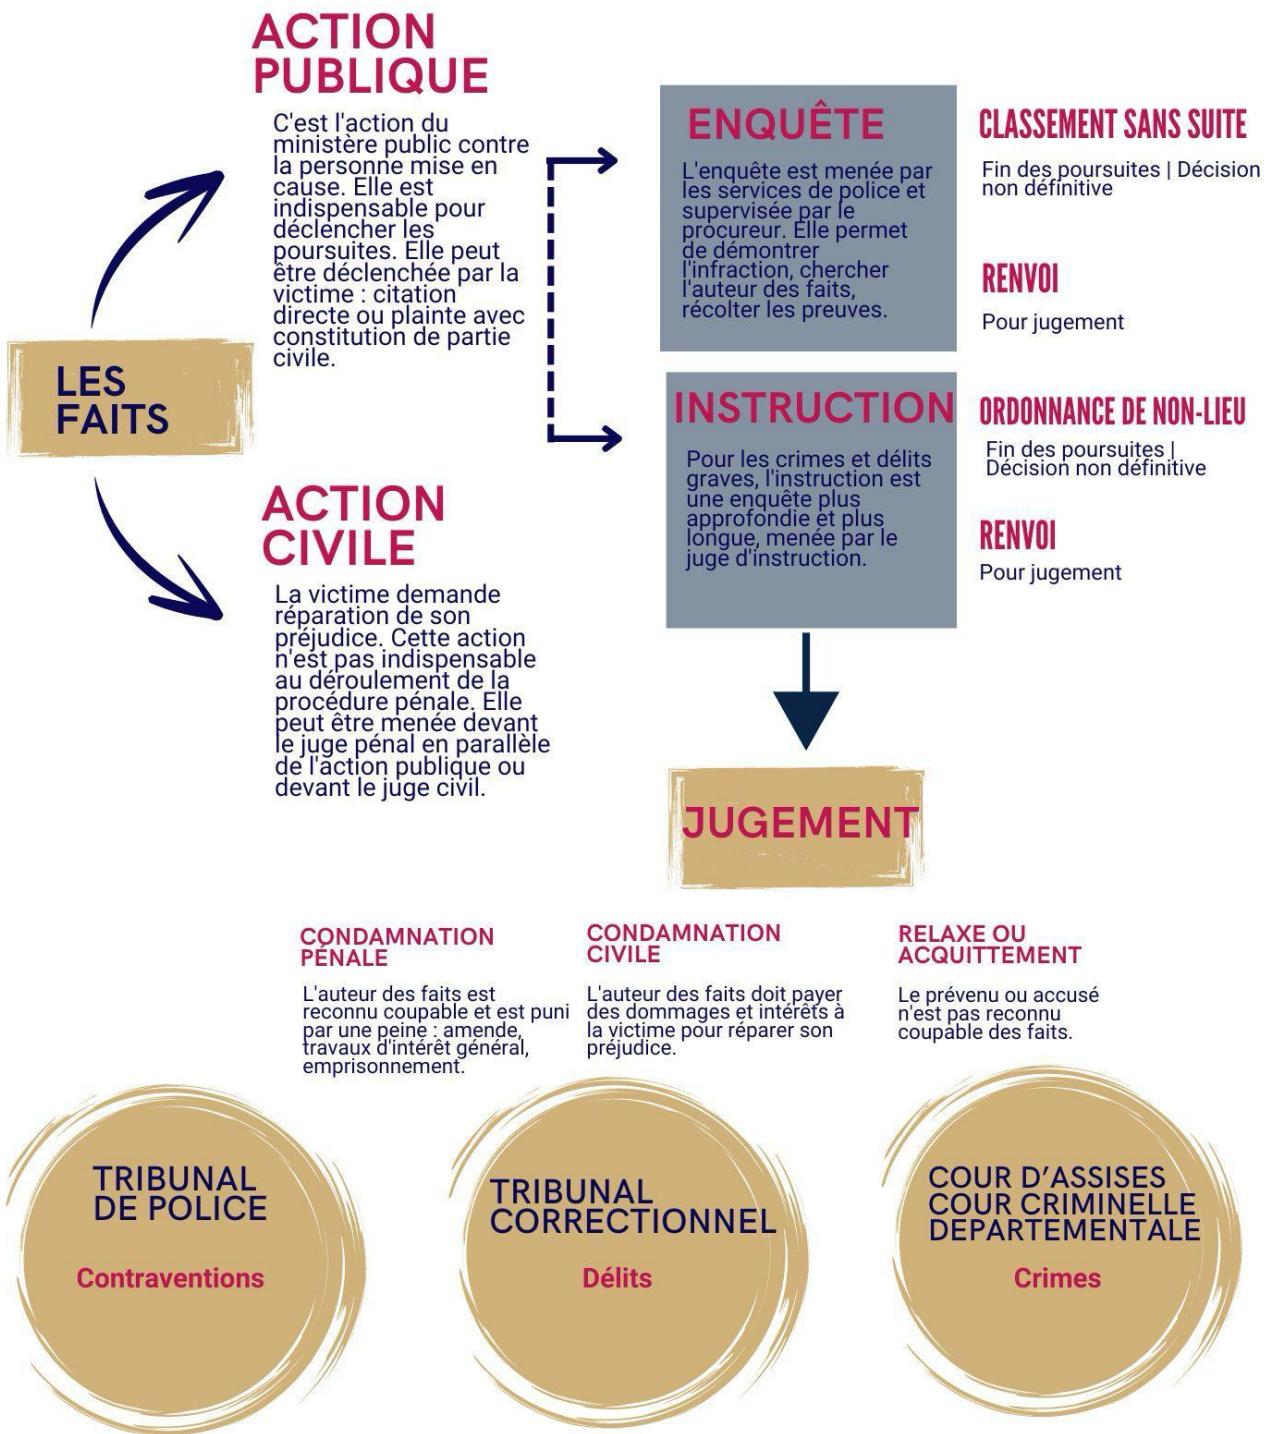 ACTION
PUBLIQUE
C'est l'action du
ministère public contre
la personne mise en
cause. Elle est
indispensable pour
déclencher les
poursuites. Elle peut
être déclenchée par la
victime : citation
directe ou plainte avec
constitution de partie
civile.
LES
FAITS
ACTION
CIVILE
La victime demande
réparation de son
préjudice. Cette action
n'est pas indispensable
au déroulement de la
procédure pénale. Elle
peut être menée devant
le juge pénal en parallèle
de l'action publique ou
devant le juge civil.
ENQUÊTE
L'enquête est menée par
les services de police et
supervisée par le
procureur. Elle permet
de démontrer
l'infraction, chercher
l'auteur des faits,
récolter les preuves.
CLASSEMENT SANS SUITE
Fin des poursuites | Décision
non définitive
RENVOI
Pour jugement
INSTRUCTION
Pour les crimes et délits
graves, l'instruction est
une enquête plus
approfondie et plus
longue, menée par le
juge d'instruction.
ORDONNANCE DE NON-LIEU
Fin des poursuites |
Décision non définitive
RENVOI
Pour jugement
JUGEMENT
CONDAMNATION
PÉNALE
L'auteur des faits est
reconnu coupable et est puni
par une peine : amende,
travaux d'intérêt général,
emprisonnement.
CONDAMNATION
CIVILE
L'auteur des faits doit payer
des dommages et intérêts à
la victime pour réparer son
préjudice.
RELAXE OU
ACQUITTEMENT
Le prévenu ou accusé
n'est pas reconnu
coupable des faits.
TRIBUNAL
DE POLICE
Contraventions
TRIBUNAL
CORRECTIONNEL
Délits
COUR D’ASSISES
COUR CRIMINELLE
DEPARTEMENTALE
Crimes